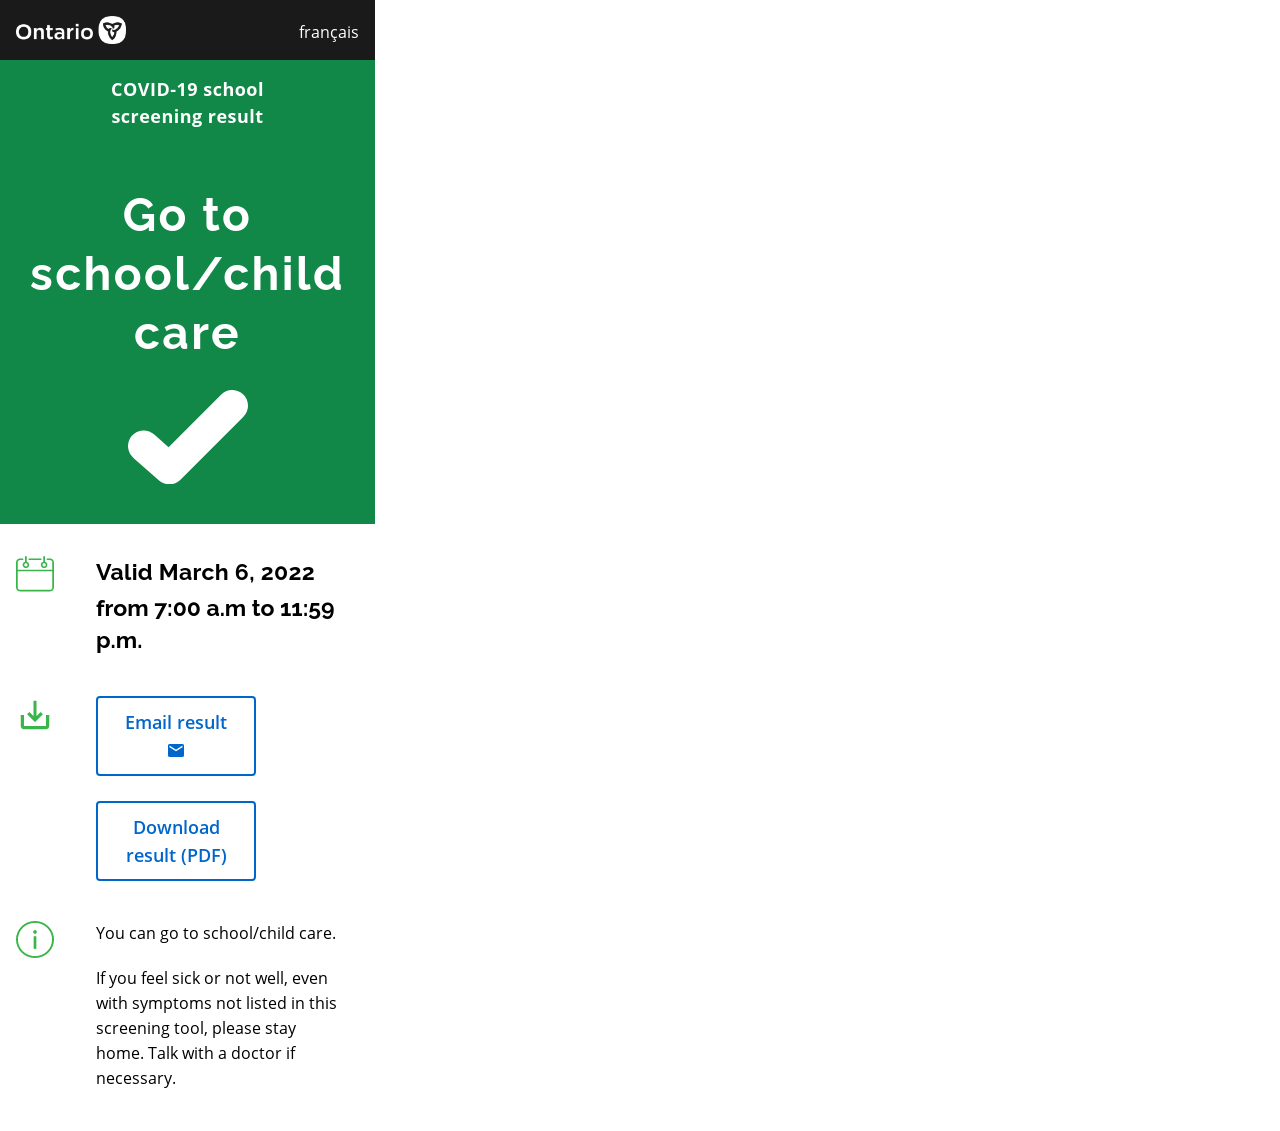 Ontario
français
COVID-19 school
screening result
Go to
school/child
care
Valid March 6, 2022
from 7:00 a.m to 11:59
p.m.
Email result
Download
result (PDF)
You can go to school/child care.
If you feel sick or not well, even
with symptoms not listed in this
screening tool, please stay
home. Talk with a doctor if
necessary.